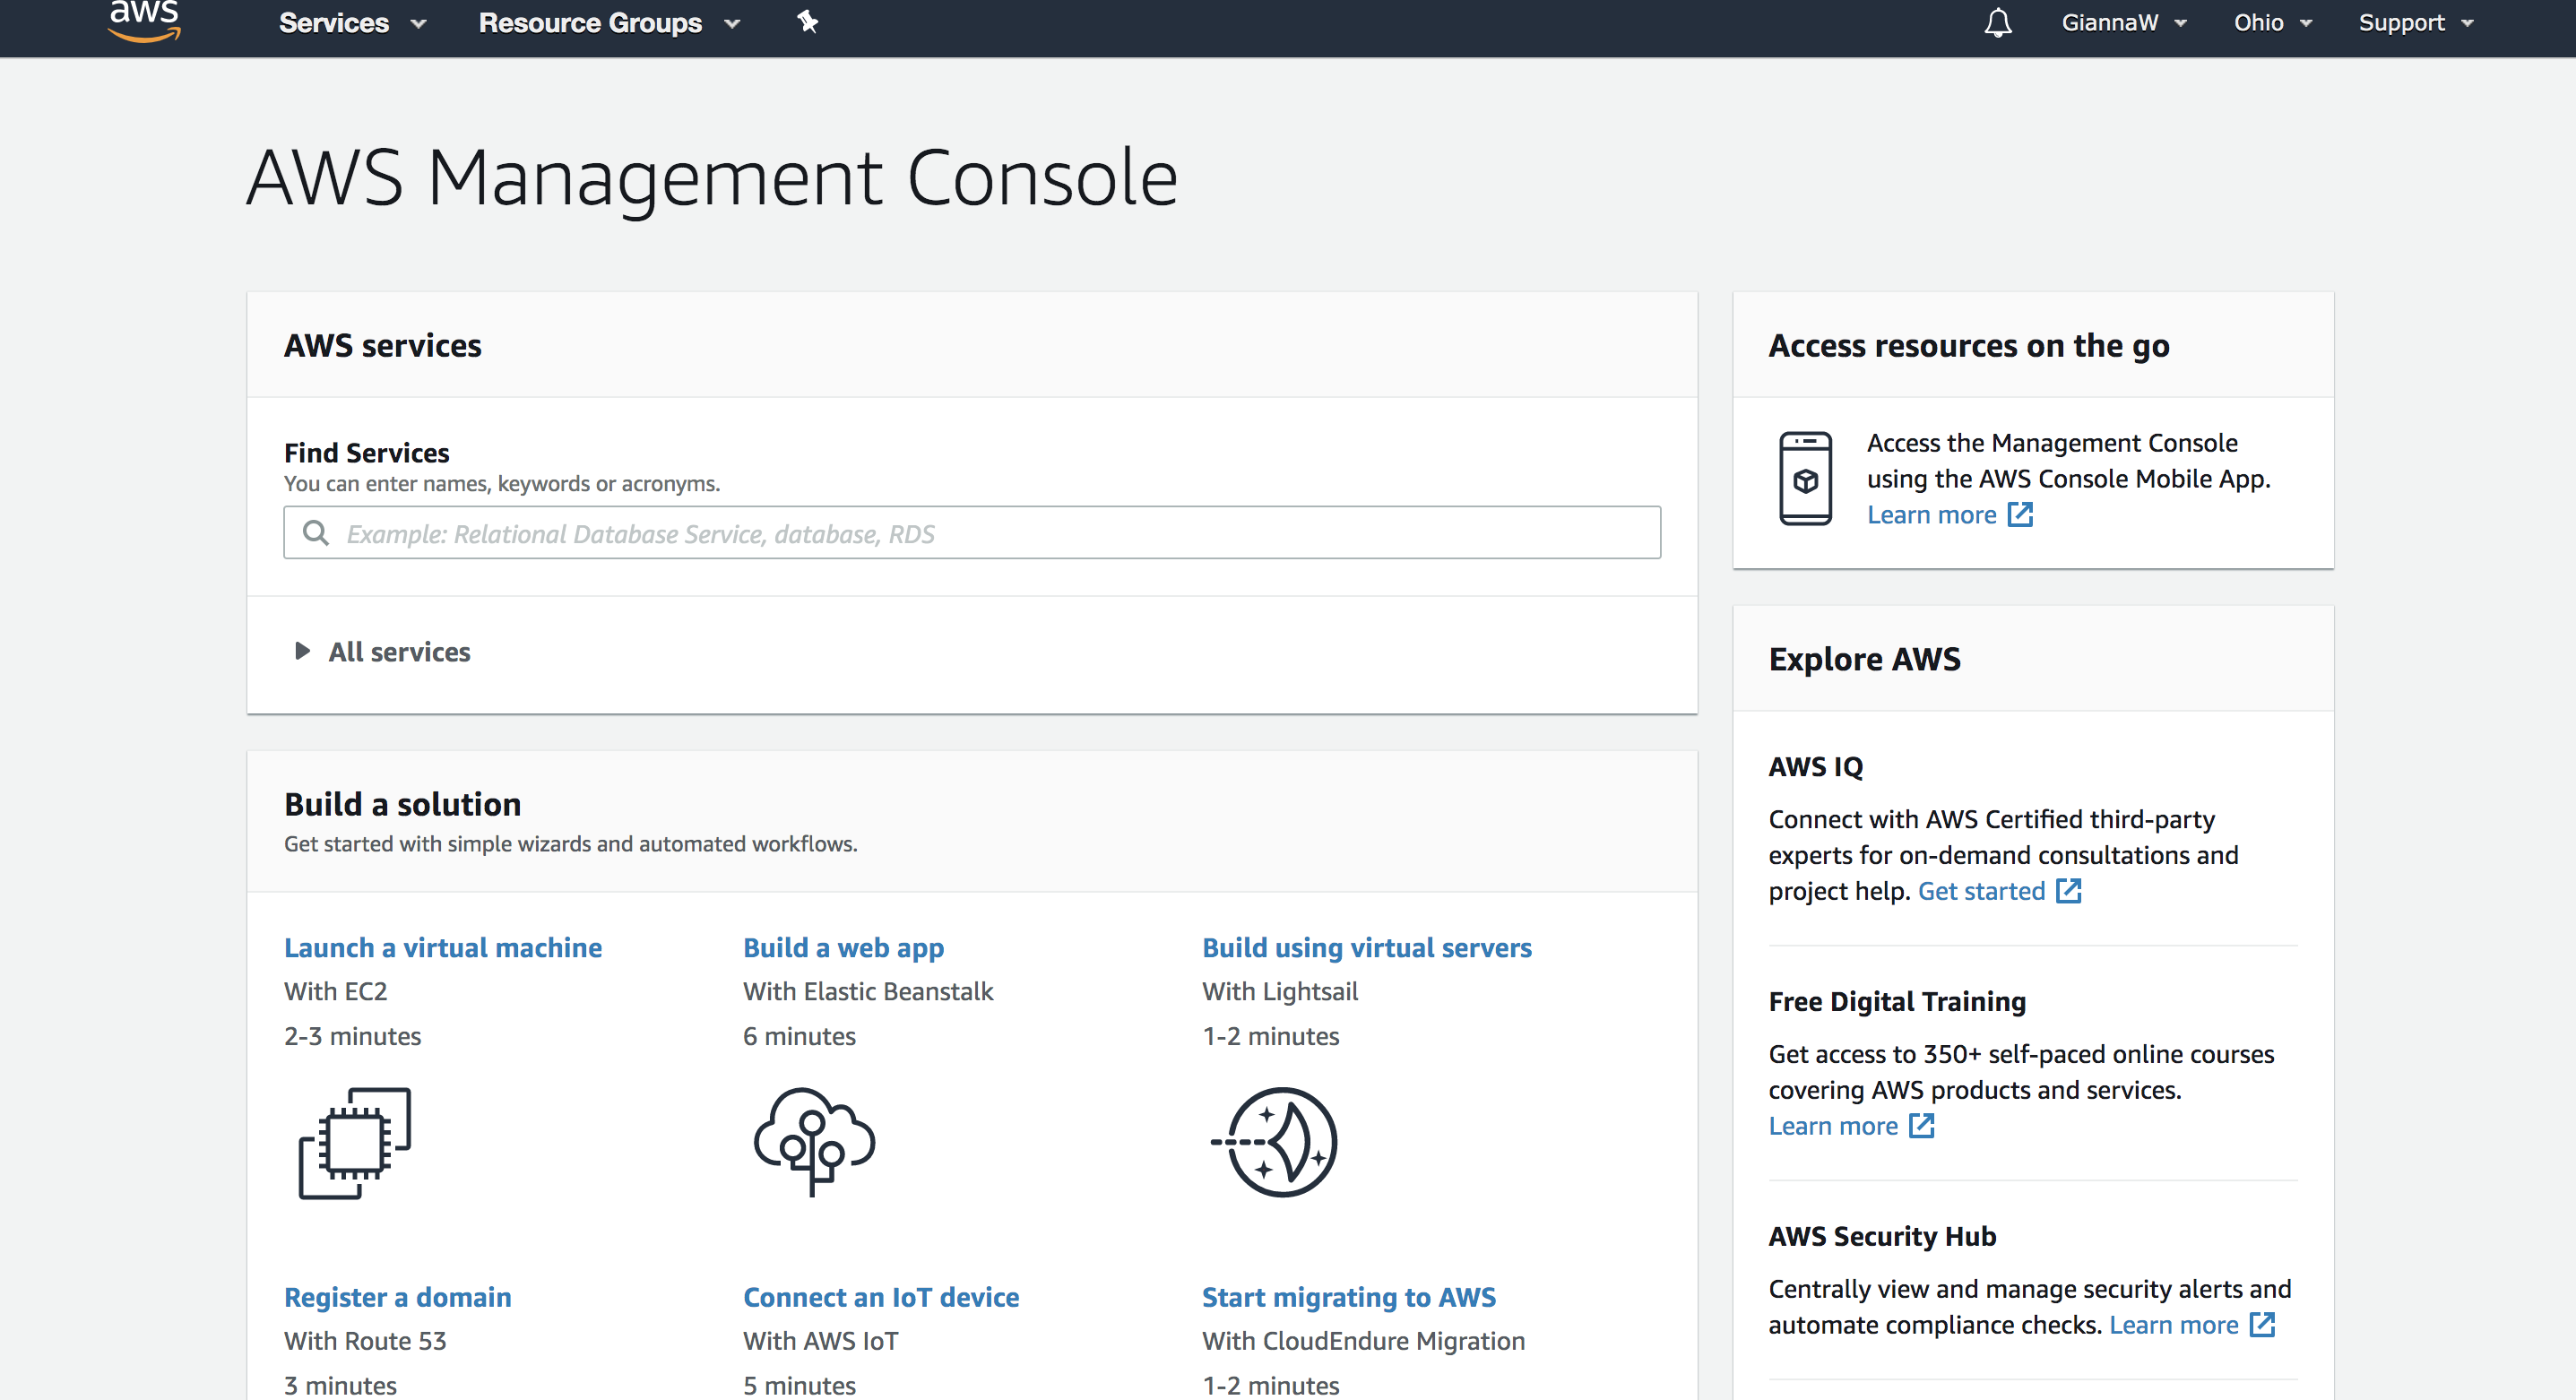 aws Services Resource Groups GiannaW Ohio Support
AWS Management Console
AWS services
Find Services
You can enter names, keywords or acronyms.
Example: Relational Database Service, database, RDS
All services
Build a solution
Get started with simple wizards and automated workflows.
Launch a virtual machine
With EC2
2-3 minutes
Build a web app
With Elastic Beanstalk
6 minutes
Build using virtual servers
With Lightsail
1-2 minutes
Register a domain
With Route 53
3 minutes
Connect an IoT device
With AWS IoT
5 minutes
Start migrating to AWS
With CloudEndure Migration
1-2 minutes
Access resources on the go
Access the Management Console
using the AWS Console Mobile App.
Learn more
Explore AWS
AWS IQ
Connect with AWS Certified third-party
experts for on-demand consultations and
project help. Get started
Free Digital Training
Get access to 350+ self-paced online courses
covering AWS products and services.
Learn more
AWS Security Hub
Centrally view and manage security alerts and
automate compliance checks. Learn more